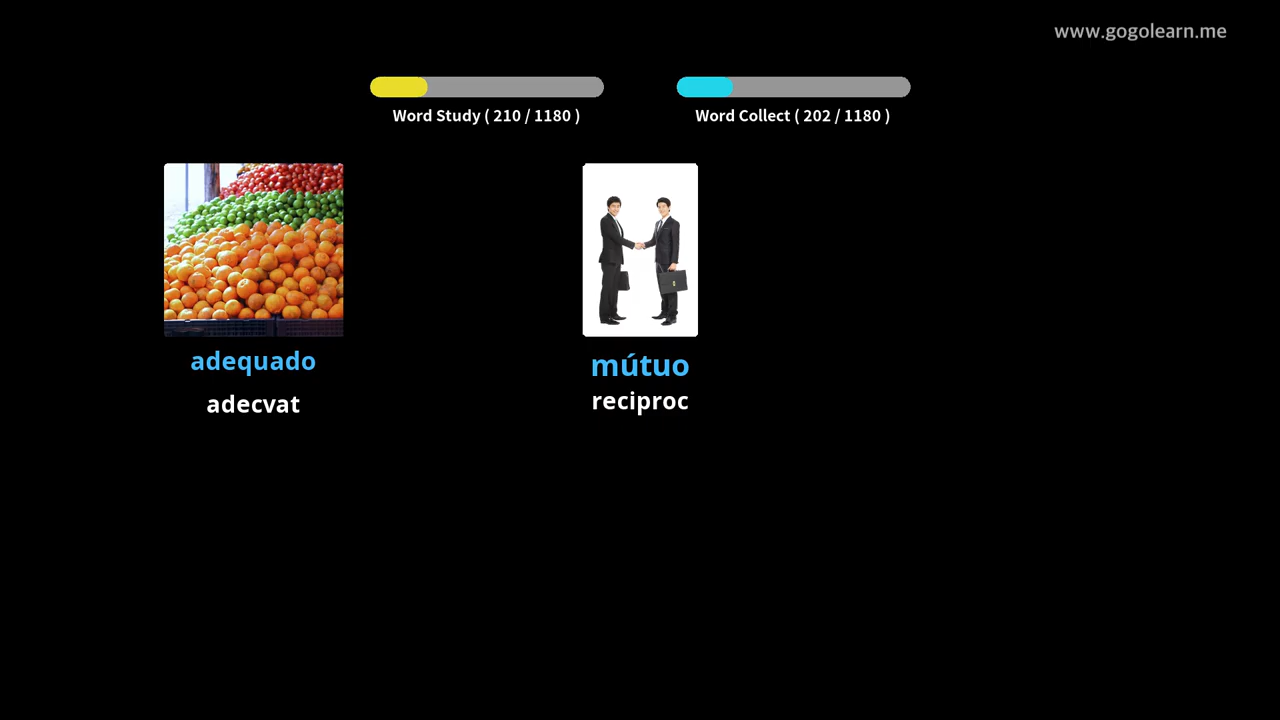 www.gogolearn.me
Word Study ( 210 / 1180 )
Word Collect ( 202 / 1180 )
adequado
adecvat
mútuo
reciproc